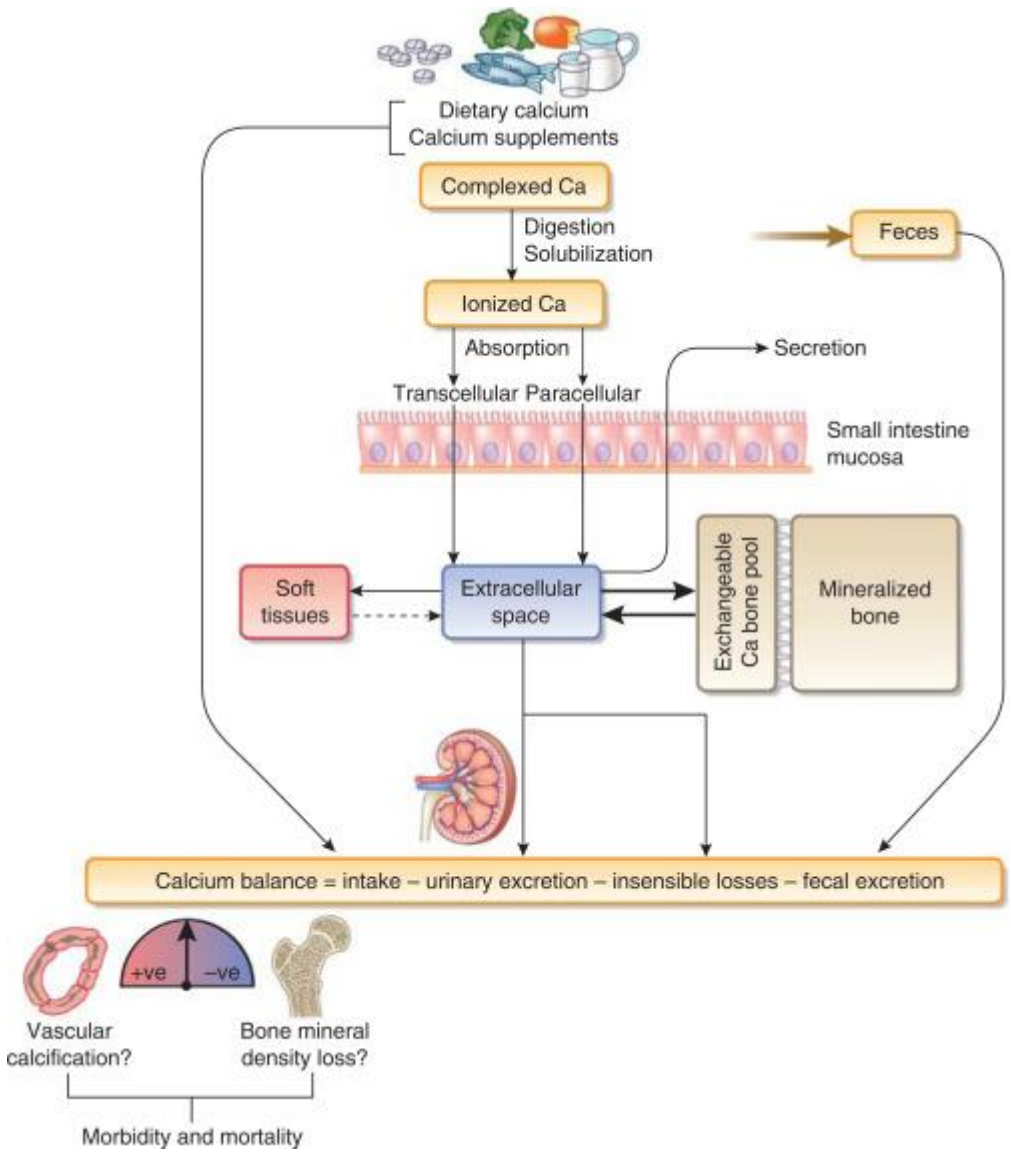 Dietary calcium
Calcium supplements
Complexed Ca
Digestion
Solubilization
Feces
Ionized Ca
Absorption
Secretion
Transcellular Paracellular
Small intestine
mucosa
Soft
tissues
Extracellular
space
Exchangeable
Ca bone pool
Mineralized
bone
Calcium balance = intake – urinary excretion – insensible losses – fecal excretion
+ve –ve
Vascular
calcification?
Bone mineral
density loss?
Morbidity and mortality